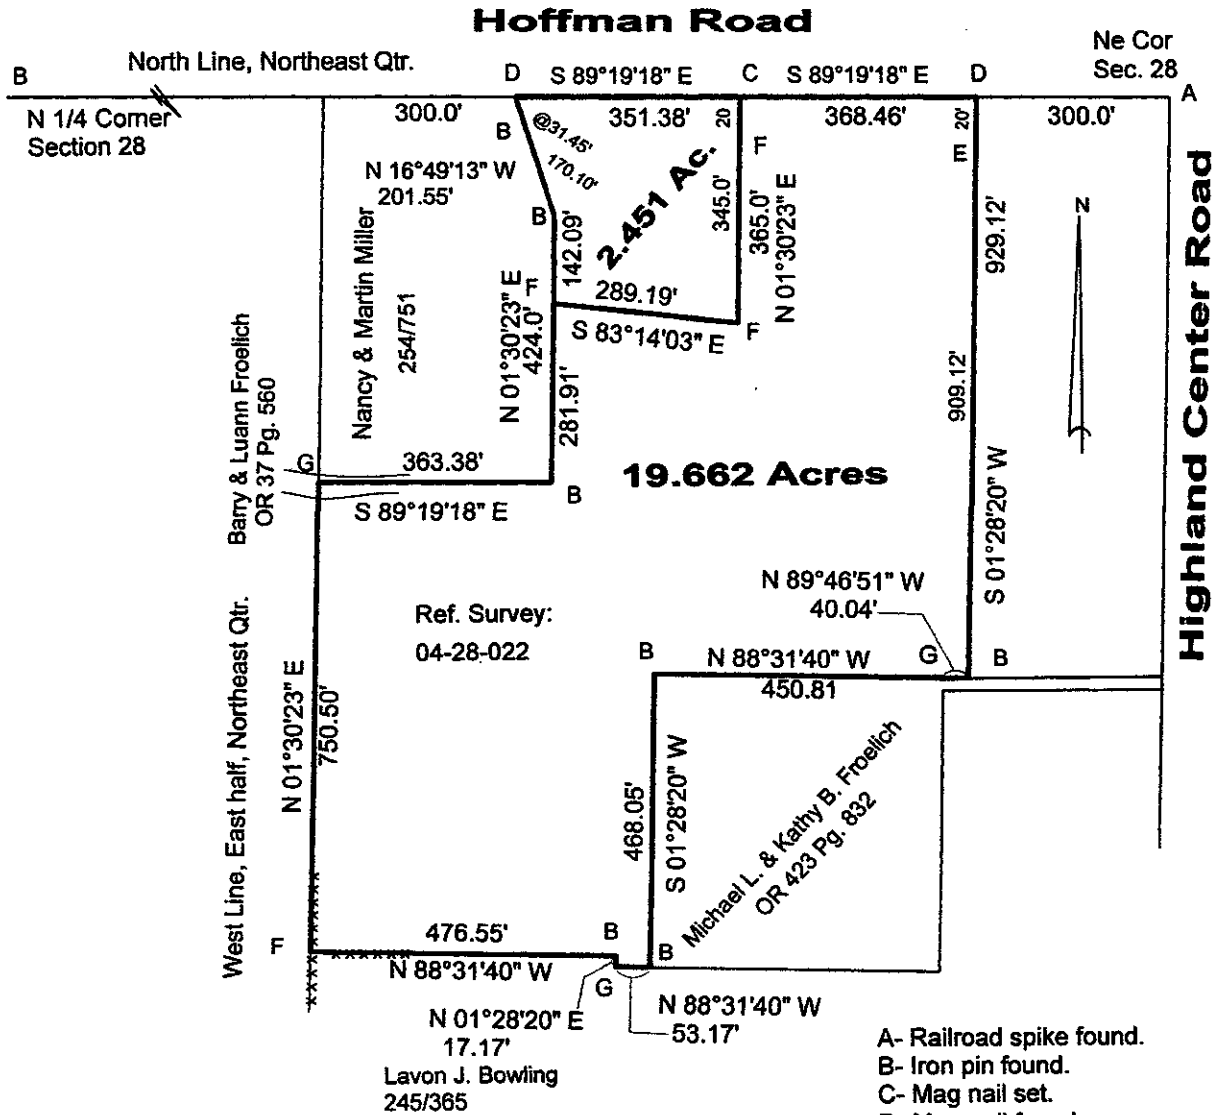 Hoffman Road
North Line, Northeast Qtr.
Ne Cor
Sec. 28
B
D
S 89°19'18" E
C
S 89°19'18" E
D
A
N 1/4 Corner
Section 28
300.0'
351.38'
20
368.46'
20'
300.0'
B
@31.45'
170.10'
F
E
N 16°49'13" W
201.55'
2.451 Ac.
345.0'
365.0'
N 01°30'23" E
929.12'
N
B
142.09'
Nancy & Martin Miller
254/751
F
289.19'
S 83°14'03" E
F
N 01°30'23" E
424.0'
281.91'
909.12'
Highland Center Road
Barry & Luann Froelich
OR 37 Pg. 560
G
363.38'
S 89°19'18" E
B
19.662 Acres
S 01°28'20" W
N 89°46'51" W
40.04'
Ref. Survey:
04-28-022
B
N 88°31'40" W
450.81
G
B
West Line, East half, Northeast Qtr.
N 01°30'23" E
750.50'
468.05'
S 01°28'20" W
Michael L. & Kathy B. Froelich
OR 423 Pg. 832
F
476.55'
N 88°31'40" W
B
B
G
N 88°31'40" W
53.17'
N 01°28'20" E
17.17'
Lavon J. Bowling
245/365
A- Railroad spike found.
B- Iron pin found.
C- Mag nail set.